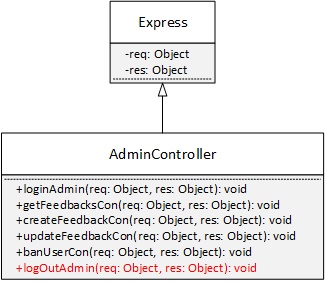 Express
-req: Object
-res: Object
AdminController
+loginAdmin(req: Object, res: Object): void
+getFeedbacksCon(req: Object, res: Object): void
+createFeedbackCon(req: Object, res: Object): void
+updateFeedbackCon(req: Object, res: Object): void
+banUserCon(req: Object, res: Object): void
+logOutAdmin(req: Object, res: Object): void